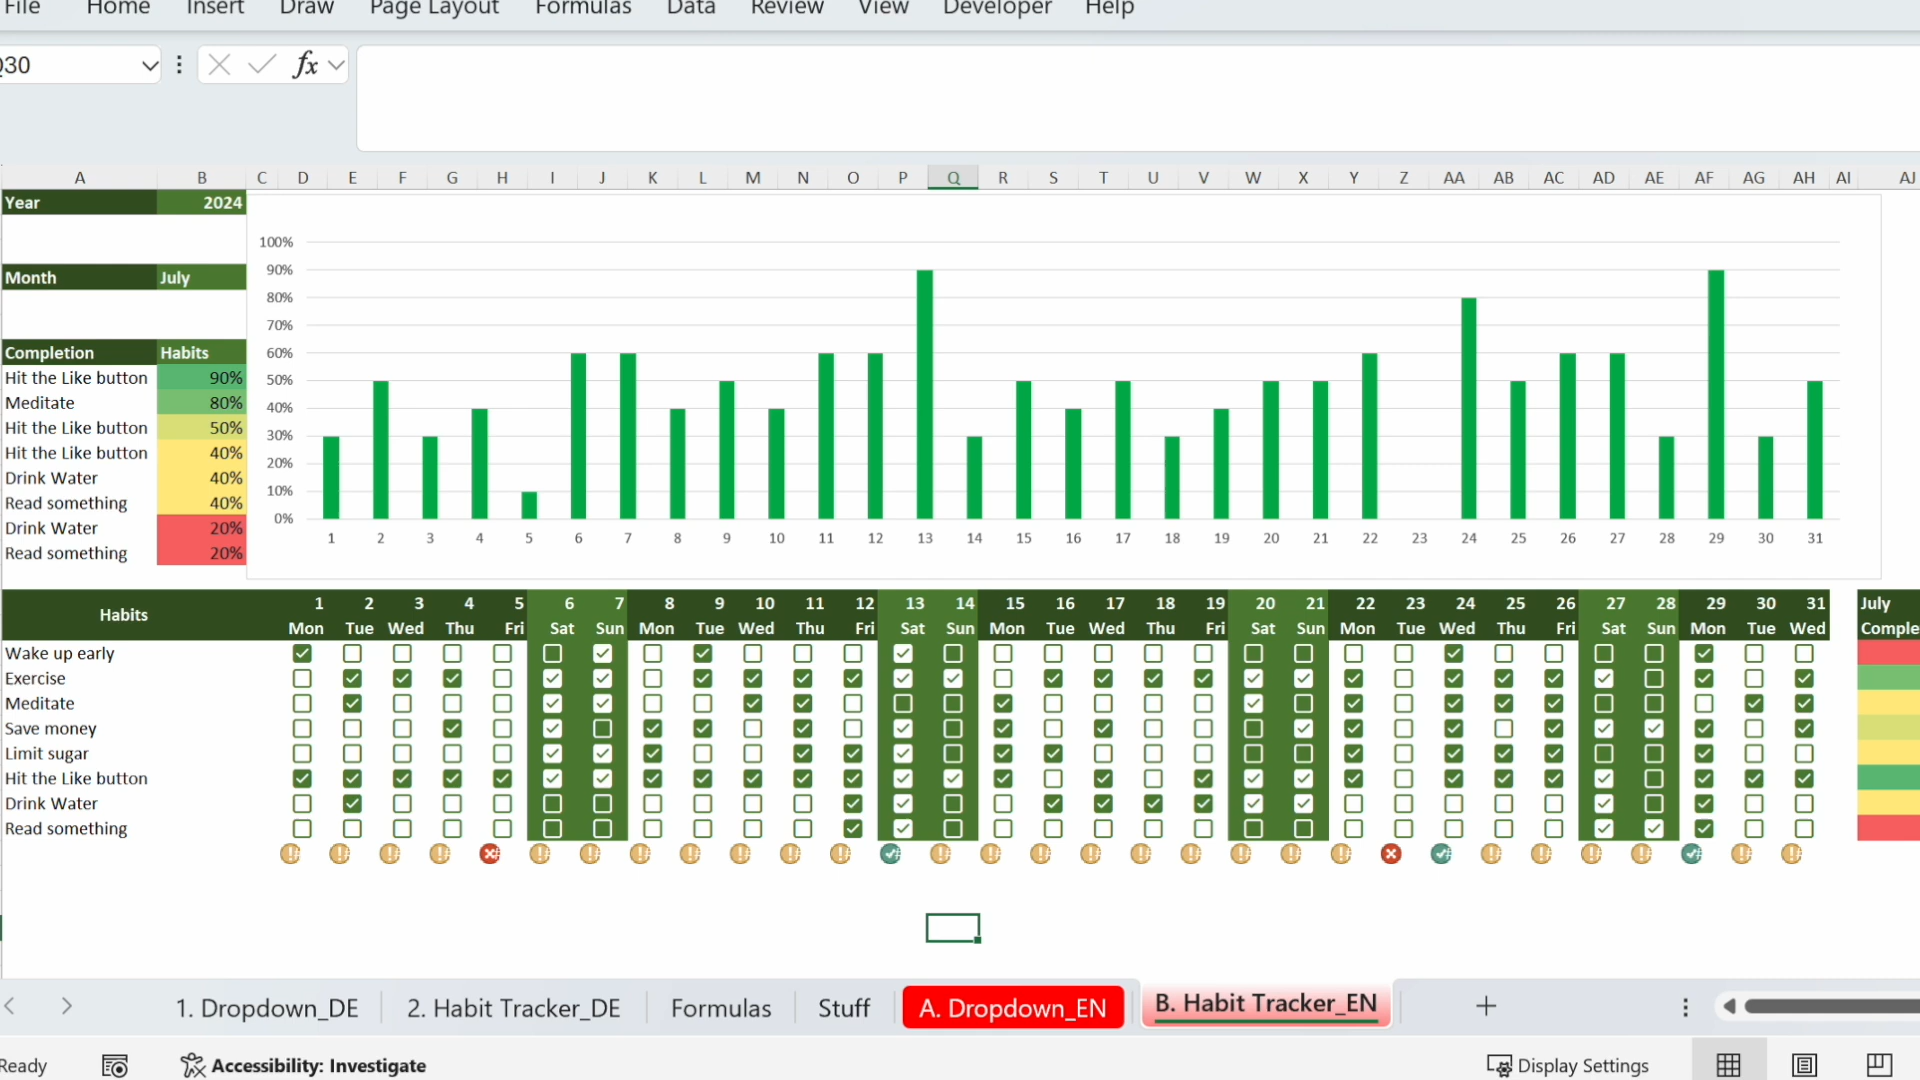 File Home Insert Draw Page Layout Formulas Data Review View Developer Help
Q30 fx
A B C D E F G H I J K L M N O P Q R S T U V W X Y Z AA AB AC AD AE AF AG AH AI AJ
Year 2024
Month July
Completion Habits
Hit the Like button 90%
Meditate 80%
Hit the Like button 50%
Hit the Like button 40%
Drink Water 40%
Read something 40%
Drink Water 20%
Read something 20%
100%
90%
80%
70%
60%
50%
40%
30%
20%
10%
0%
1 2 3 4 5 6 7 8 9 10 11 12 13 14 15 16 17 18 19 20 21 22 23 24 25 26 27 28 29 30 31
Habits
1 2 3 4 5 6 7 8 9 10 11 12 13 14 15 16 17 18 19 20 21 22 23 24 25 26 27 28 29 30 31 July
Mon Tue Wed Thu Fri Sat Sun Mon Tue Wed Thu Fri Sat Sun Mon Tue Wed Thu Fri Sat Sun Mon Tue Wed Thu Fri Sat Sun Mon Tue Wed Comple
Wake up early
Exercise
Meditate
Save money
Limit sugar
Hit the Like button
Drink Water
Read something
1. Dropdown_DE 2. Habit Tracker_DE Formulas Stuff A. Dropdown_EN B. Habit Tracker_EN
Ready Accessibility: Investigate Display Settings